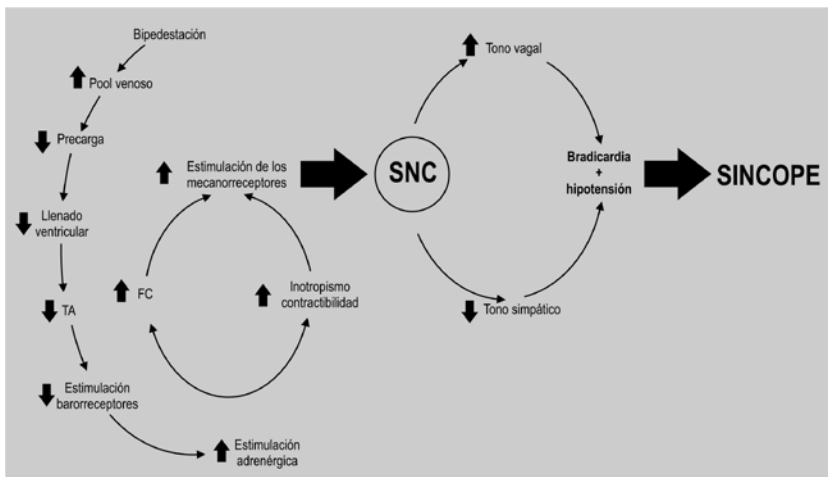 Bipedestación
Pool venoso
Precarga
Llenado
ventricular
TA
Estimulación
barorreceptores
Estimulación
adrenérgica
FC
Inotropismo
contractibilidad
Estimulación de los
mecanorreceptores
SNC
Tono vagal
Tono simpático
Bradicardia
+
hipotensión
SINCOPE